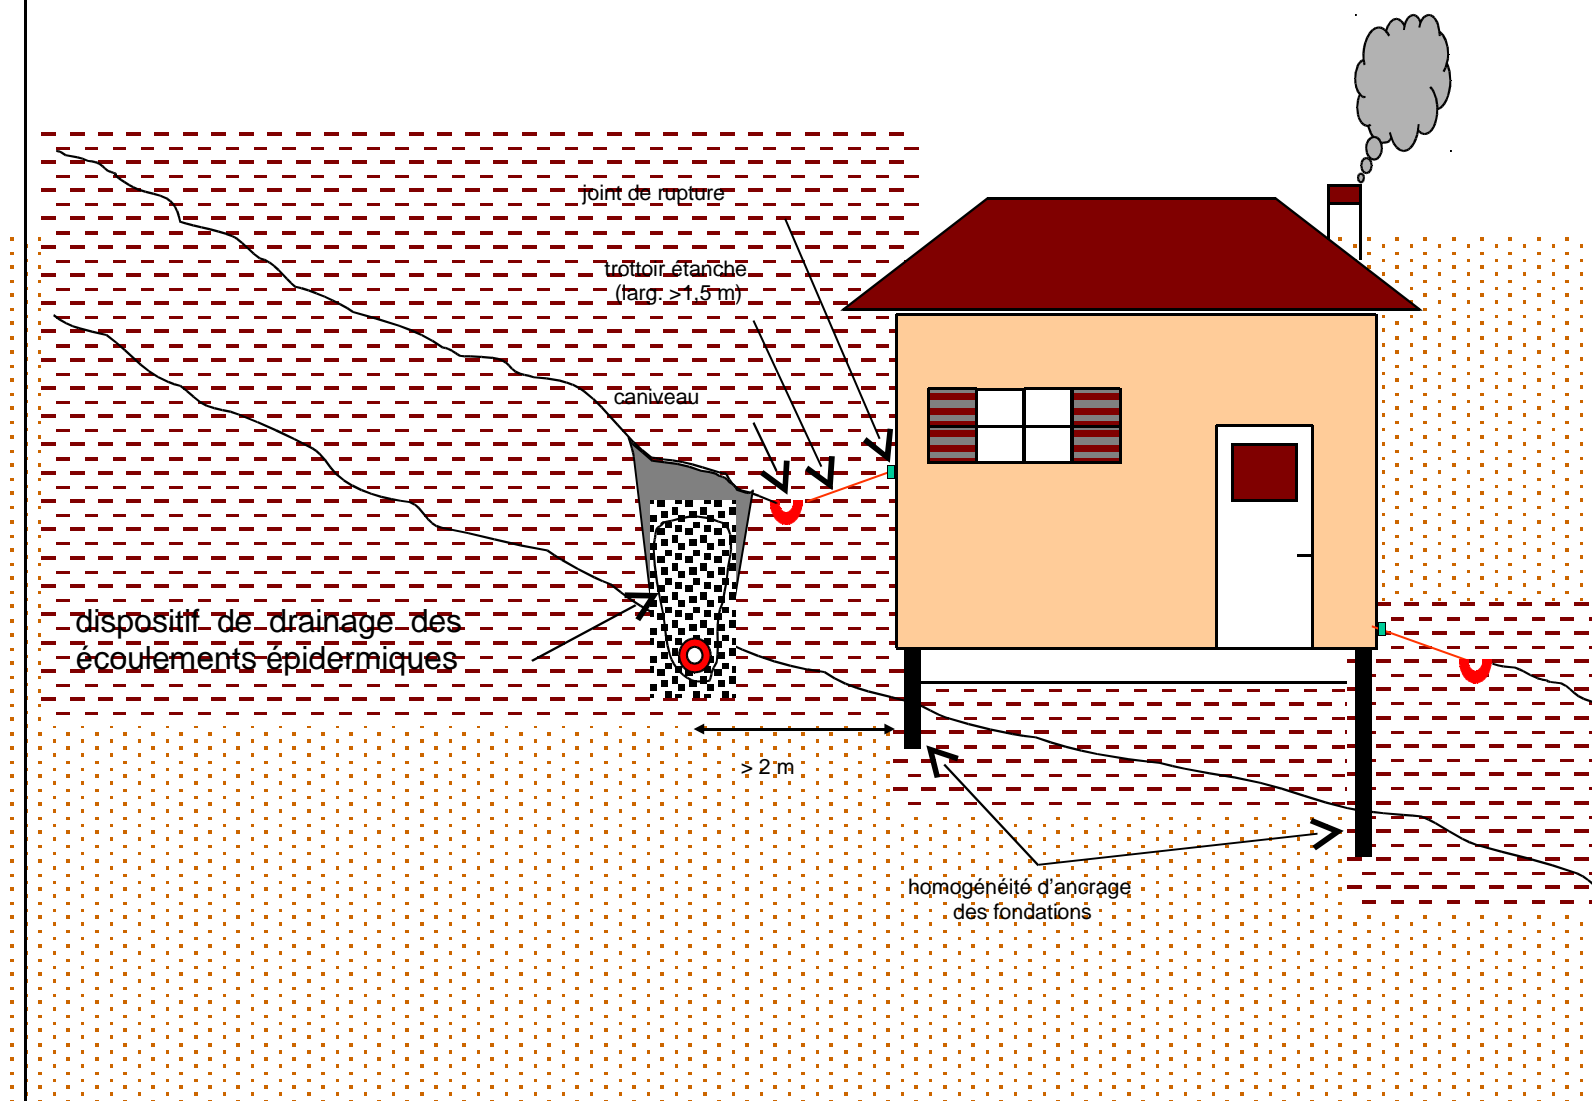 joint de rupture
trottoir étanche
(larg. >1,5 m)
caniveau
dispositif de drainage des
écoulements épidermiques
> 2 m
homogénéité d'ancrage
des fondations